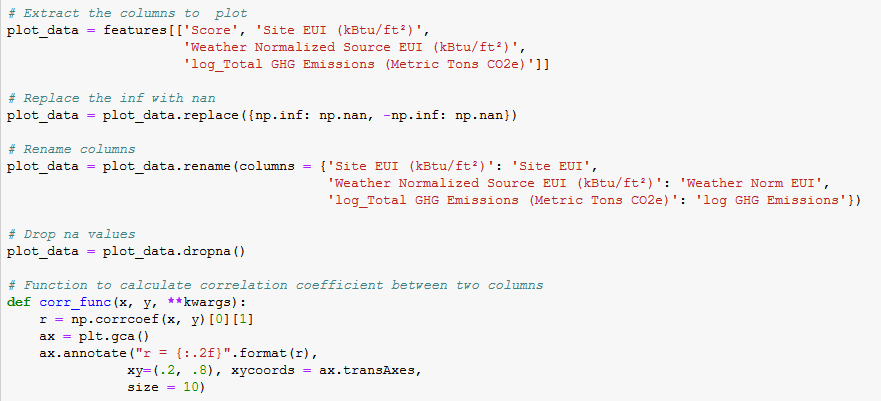 # Extract the columns to  plot
plot_data = features[['Score', 'Site EUI (kBtu/ft²)',
                      'Weather Normalized Source EUI (kBtu/ft²)',
                      'log_Total GHG Emissions (Metric Tons CO2e)']]

# Replace the inf with nan
plot_data = plot_data.replace({np.inf: np.nan, -np.inf: np.nan})

# Rename columns
plot_data = plot_data.rename(columns = {'Site EUI (kBtu/ft²)': 'Site EUI',
                                        'Weather Normalized Source EUI (kBtu/ft²)': 'Weather Norm EUI',
                                        'log_Total GHG Emissions (Metric Tons CO2e)': 'log GHG Emissions'})

# Drop na values
plot_data = plot_data.dropna()

# Function to calculate correlation coefficient between two columns
def corr_func(x, y, **kwargs):
    r = np.corrcoef(x, y)[0][1]
    ax = plt.gca()
    ax.annotate("r = {:.2f}".format(r),
               xy=(.2, .8), xycoords = ax.transAxes,
               size = 10)